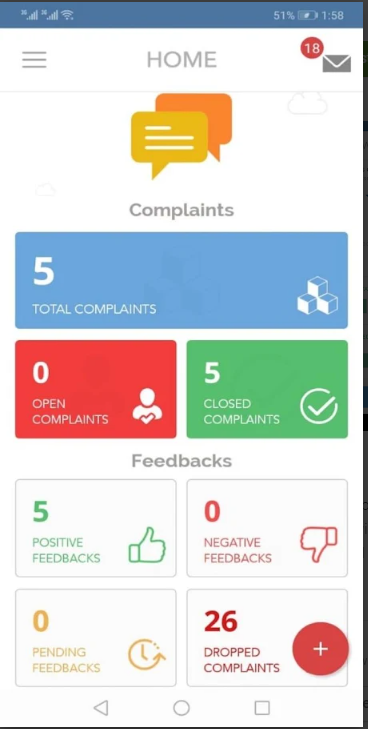 51% 1:58
HOME
18
Complaints
5
TOTAL COMPLAINTS
0
OPEN
COMPLAINTS
5
CLOSED
COMPLAINTS
Feedbacks
5
POSITIVE
FEEDBACKS
0
NEGATIVE
FEEDBACKS
0
PENDING
FEEDBACKS
26
DROPPED
COMPLAINTS
+